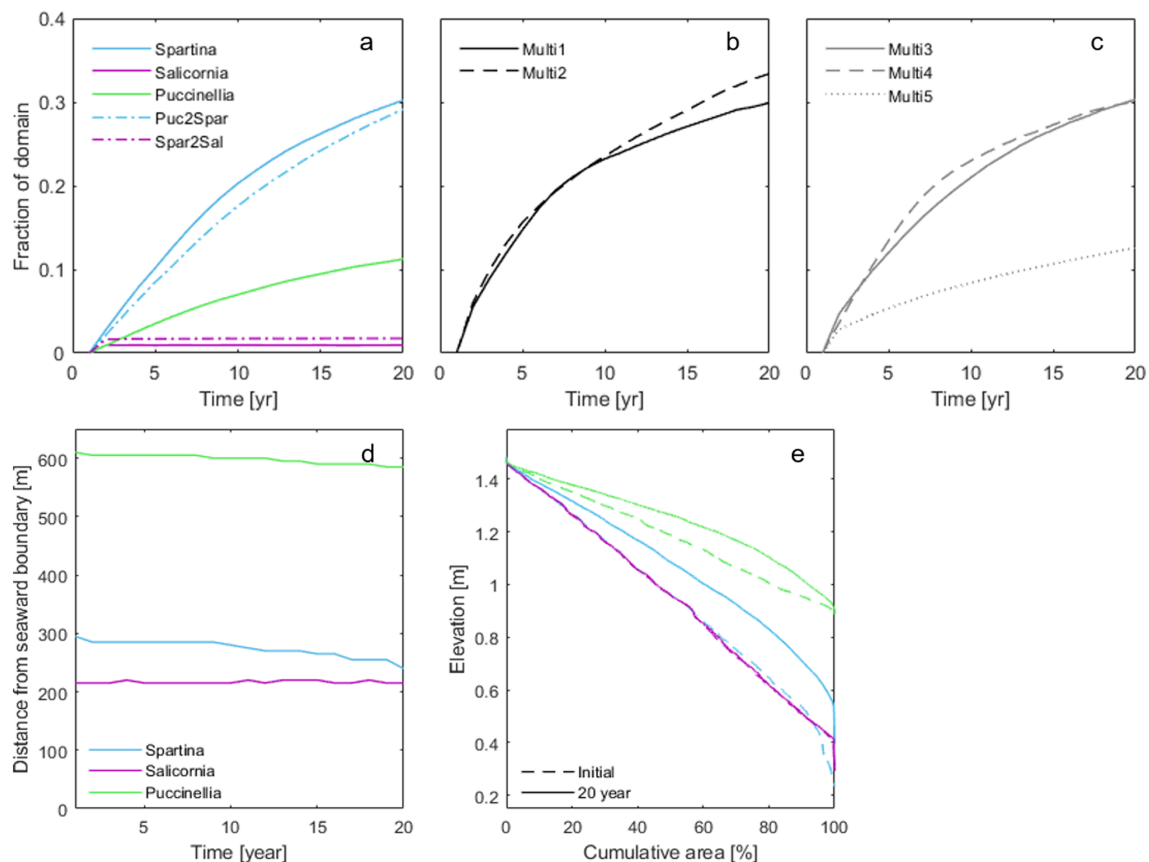 a
Spartina
Salicornia
Puccinellia
Puc2Spar
Spar2Sal
Fraction of domain
0.4
0.3
0.2
0.1
0
0 5 10 15 20
Time [yr]
b
Multi1
Multi2
0 5 10 15 20
Time [yr]
c
Multi3
Multi4
Multi5
0 5 10 15 20
Time [yr]
d
Distance from seaward boundary [m]
600
500
400
300
200
100
0
Spartina
Salicornia
Puccinellia
5 10 15 20
Time [year]
e
Elevation [m]
1.4
1.2
1
0.8
0.6
0.4
0.2
Initial
20 year
0 20 40 60 80 100
Cumulative area [%]